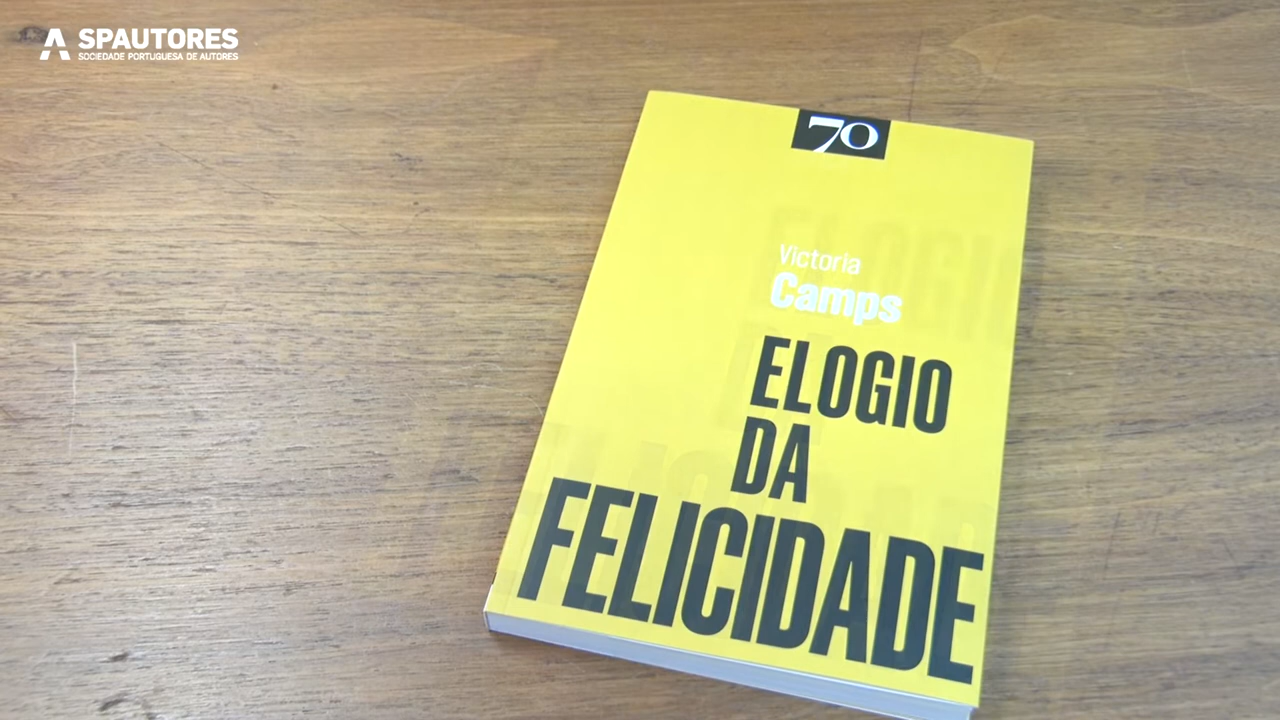 SPAUTORES
SOCIEDADE PORTUGUESA DE AUTORES
70
Victoria
Camps
ELOGIO
DA
FELICIDADE